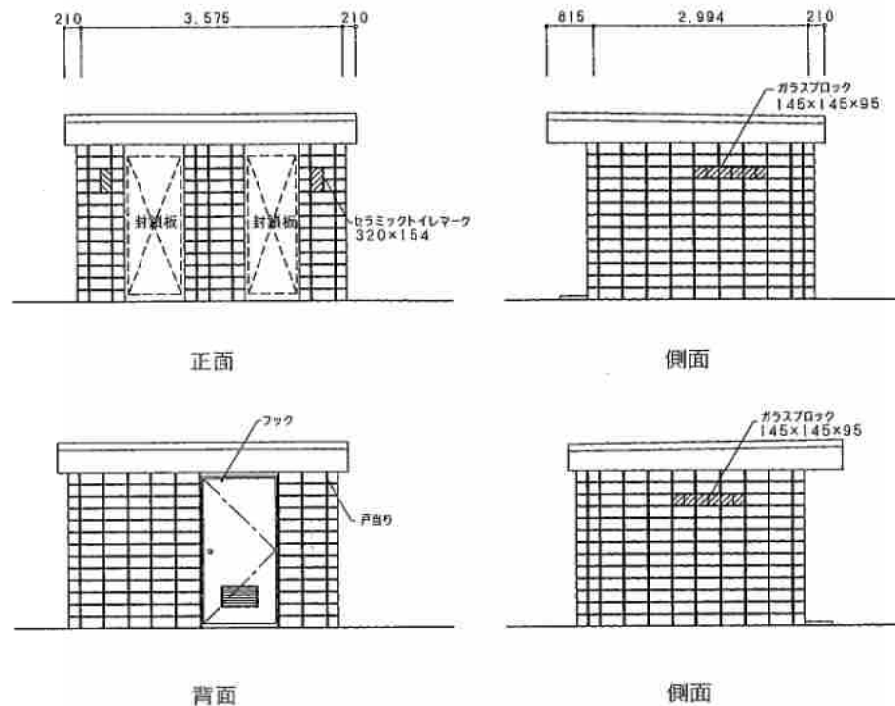 210 3,575 210
815 2,994 210
ガラスブロック
145×145×95
封鎖板 封鎖板
セラミックトイレマーク
320×154
正面
側面
フック
戸当り
ガラスブロック
145×145×95
背面
側面